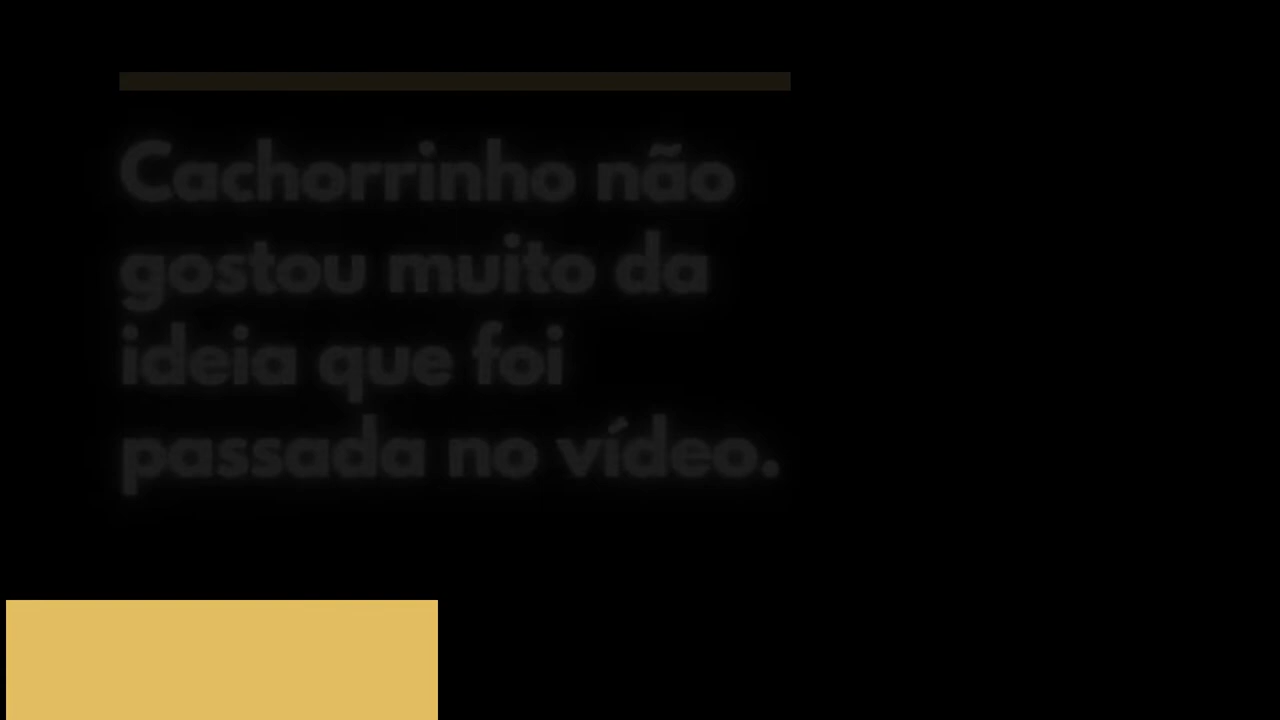 Cachorrinho não
gostou muito da
ideia que foi
passada no vídeo.